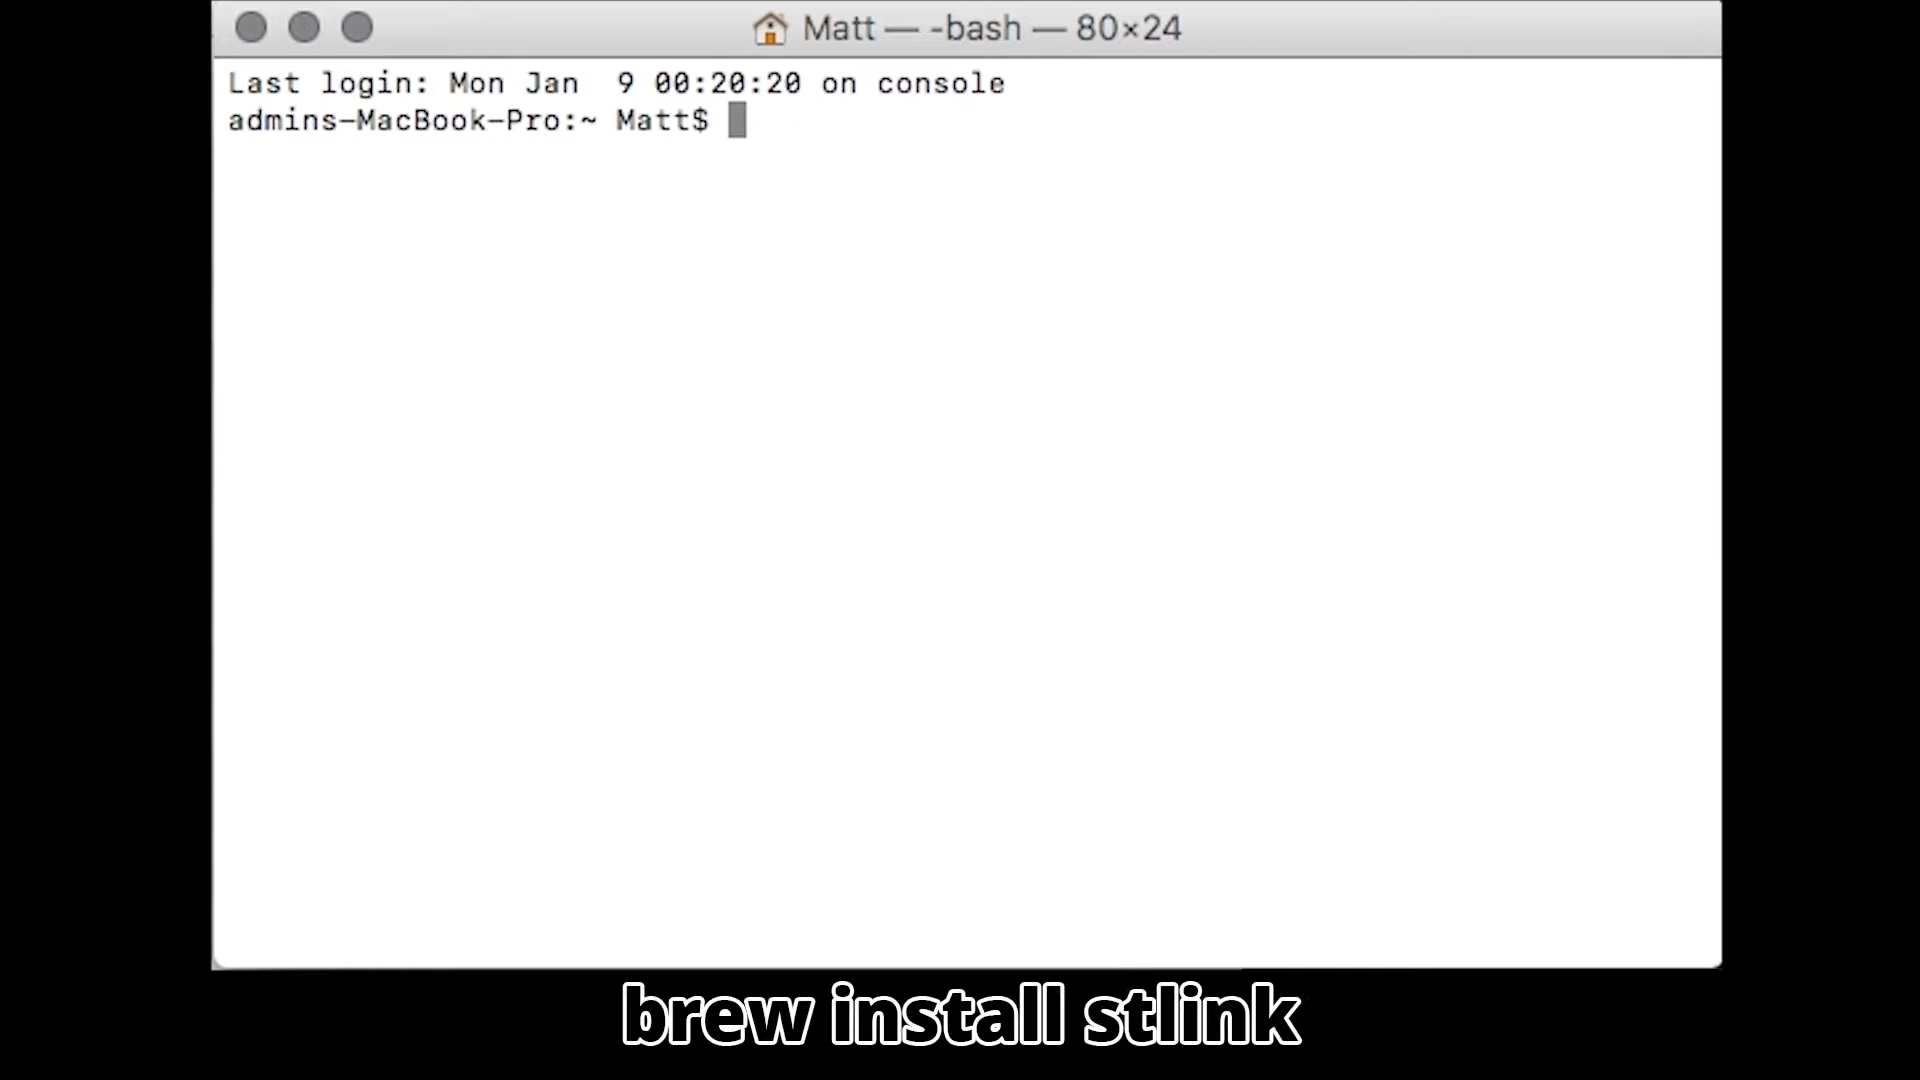 Matt — -bash — 80×24
Last login: Mon Jan  9 00:20:20 on console
admins-MacBook-Pro:~ Matt$
brew install stlink